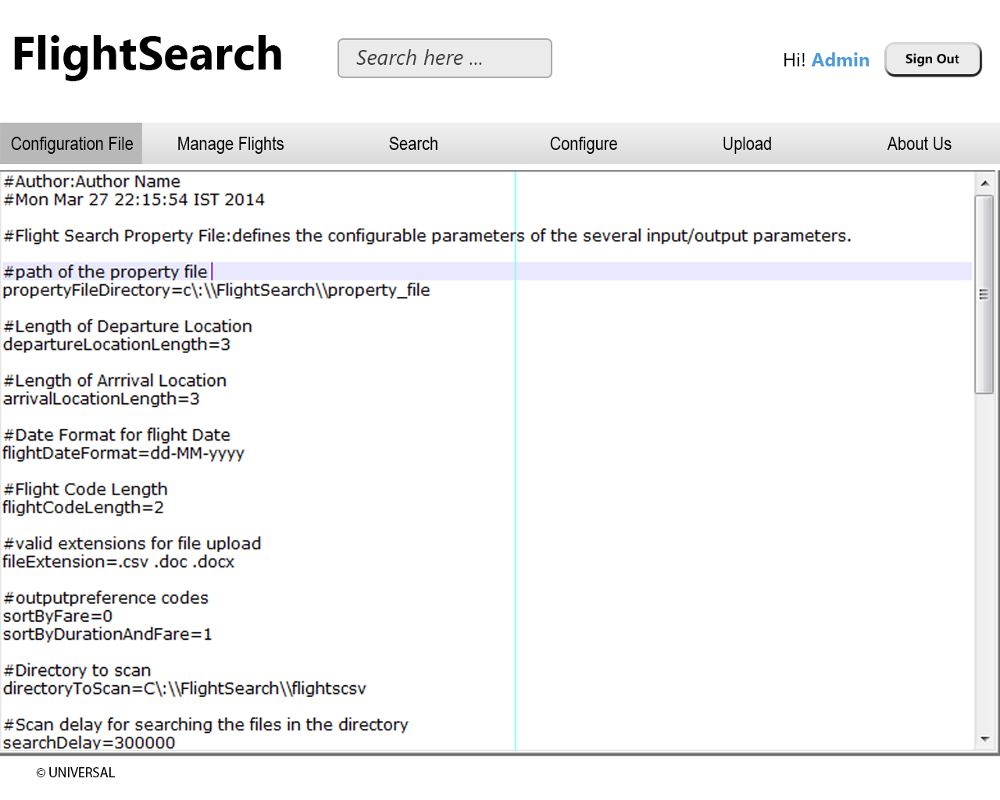 FlightSearch
Search here ...
Hi! Admin
Sign Out
Configuration File
Manage Flights
Search
Configure
Upload
About Us
#Author:Author Name
#Mon Mar 27 22:15:54 IST 2014
#Flight Search Property File:defines the configurable parameters of the several input/output parameters.
#path of the property file
propertyFileDirectory=c\:\\FlightSearch\\property_file
#Length of Departure Location
departureLocationLength=3
#Length of Arrrival Location
arrivalLocationLength=3
#Date Format for flight Date
flightDateFormat=dd-MM-yyyy
#Flight Code Length
flightCodeLength=2
#valid extensions for file upload
fileExtension=.csv .doc .docx
#outputpreference codes
sortByFare=0
sortByDurationAndFare=1
#Directory to scan
directoryToScan=C\:\\FlightSearch\\flightscsv
#Scan delay for searching the files in the directory
searchDelay=300000
© UNIVERSAL